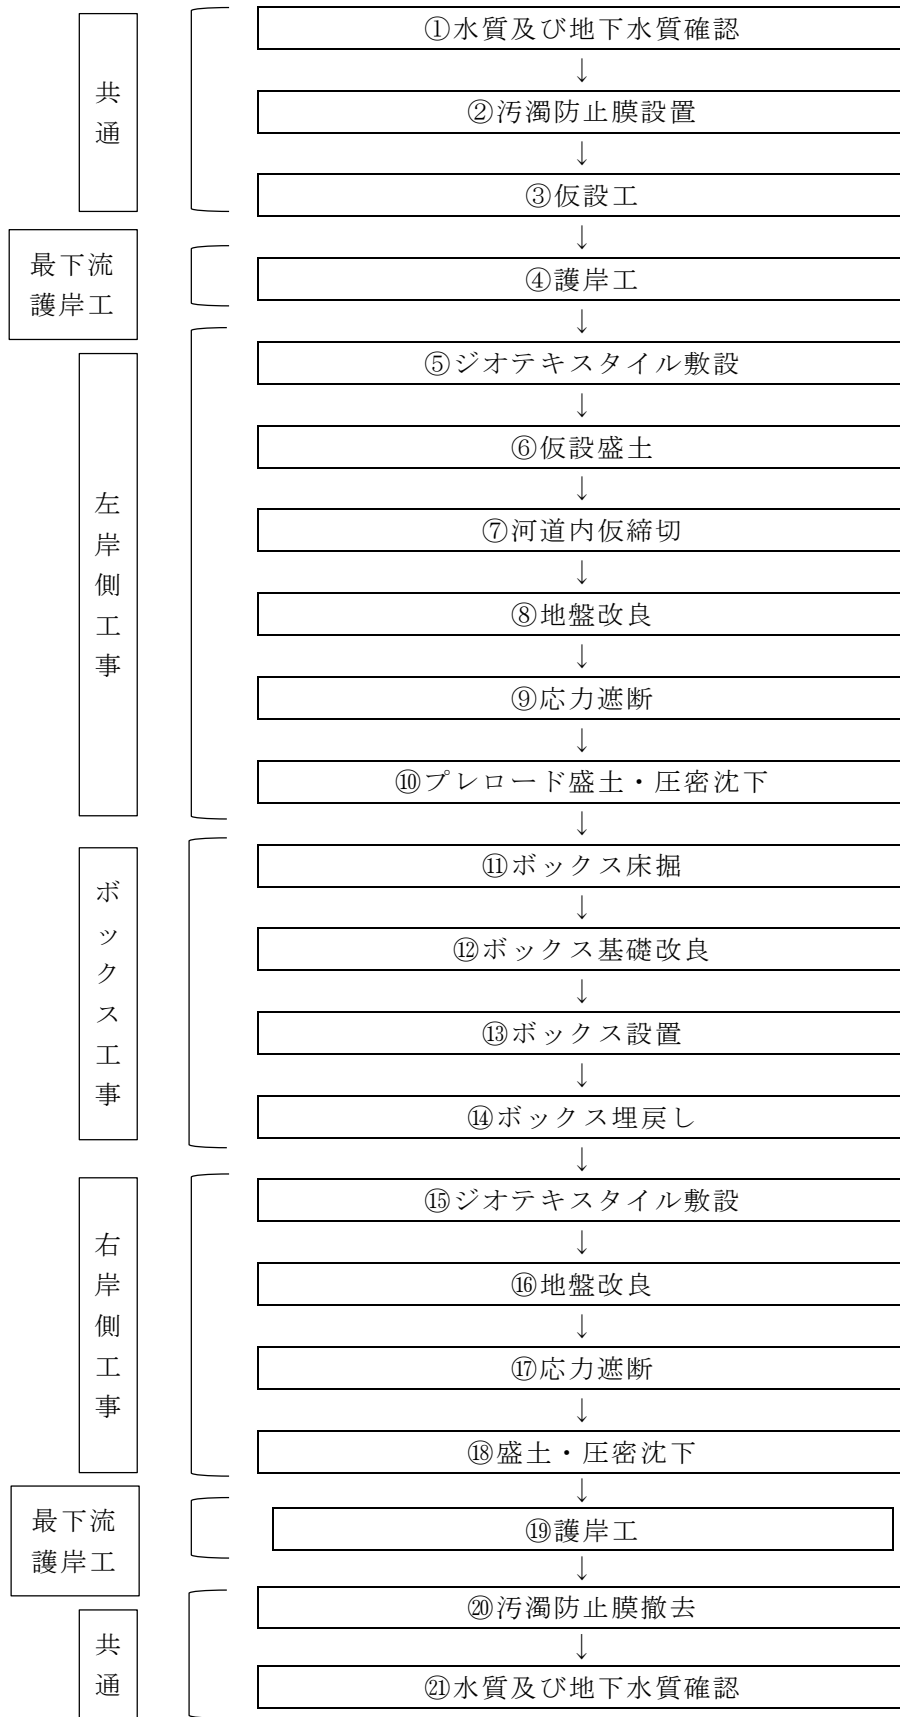 共通
①水質及び地下水質確認
↓
②汚濁防止膜設置
↓
③仮設工
↓
最下流
護岸工
④護岸工
↓
左岸側工事
⑤ジオテキスタイル敷設
↓
⑥仮設盛土
↓
⑦河道内仮締切
↓
⑧地盤改良
↓
⑨応力遮断
↓
⑩プレロード盛土・圧密沈下
↓
ボックス工事
⑪ボックス床掘
↓
⑫ボックス基礎改良
↓
⑬ボックス設置
↓
⑭ボックス埋戻し
↓
右岸側工事
⑮ジオテキスタイル敷設
↓
⑯地盤改良
↓
⑰応力遮断
↓
⑱盛土・圧密沈下
↓
最下流
護岸工
⑲護岸工
↓
共通
⑳汚濁防止膜撤去
↓
㉑水質及び地下水質確認